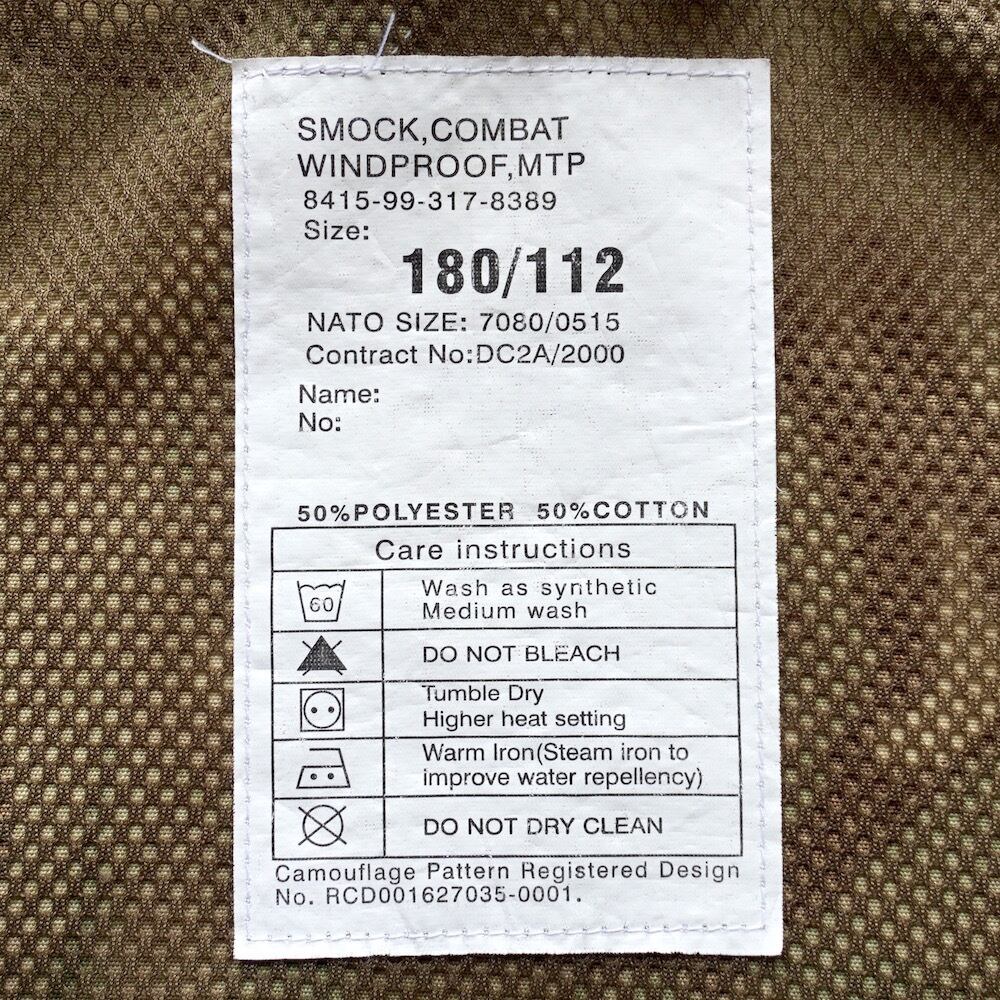 SMOCK,COMBAT
WINDPROOF,MTP
8415-99-317-8389
Size:
180/112
NATO SIZE: 7080/0515
Contract No:DC2A/2000
Name:
No:
50%POLYESTER 50%COTTON
Care instructions
60
Wash as synthetic
Medium wash
DO NOT BLEACH
Tumble Dry
Higher heat setting
Warm Iron(Steam iron to
improve water repellency)
DO NOT DRY CLEAN
Camouflage Pattern Registered Design
No. RCD001627035-0001.